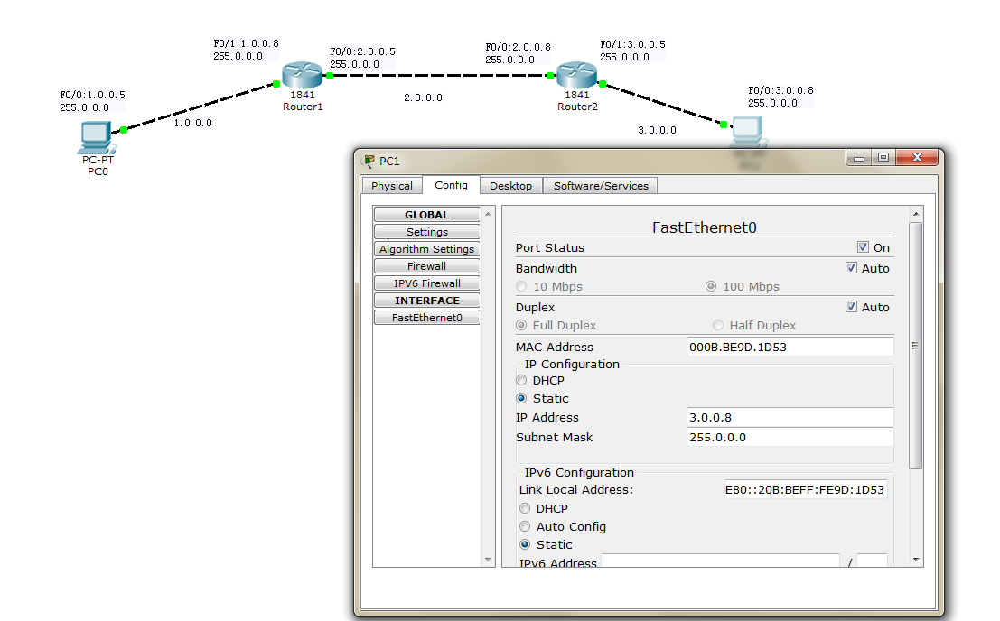 F0/1:1.0.0.8
255.0.0.0
F0/0:2.0.0.5
255.0.0.0
F0/0:2.0.0.8
255.0.0.0
F0/1:3.0.0.5
255.0.0.0
F0/0:1.0.0.5
255.0.0.0
F0/0:3.0.0.8
255.0.0.0
1841
Router1
2.0.0.0
1841
Router2
1.0.0.0
3.0.0.0
PC-PT
PC0
PC1
Physical
Config
Desktop
Software/Services
GLOBAL
Settings
Algorithm Settings
Firewall
IPV6 Firewall
INTERFACE
FastEthernet0
FastEthernet0
Port Status On
Bandwidth Auto
10 Mbps 100 Mbps
Duplex Auto
Full Duplex Half Duplex
MAC Address 000B.BE9D.1D53
IP Configuration
DHCP
Static
IP Address 3.0.0.8
Subnet Mask 255.0.0.0
IPv6 Configuration
Link Local Address: E80::20B:BEFF:FE9D:1D53
DHCP
Auto Config
Static
IPv6 Address /